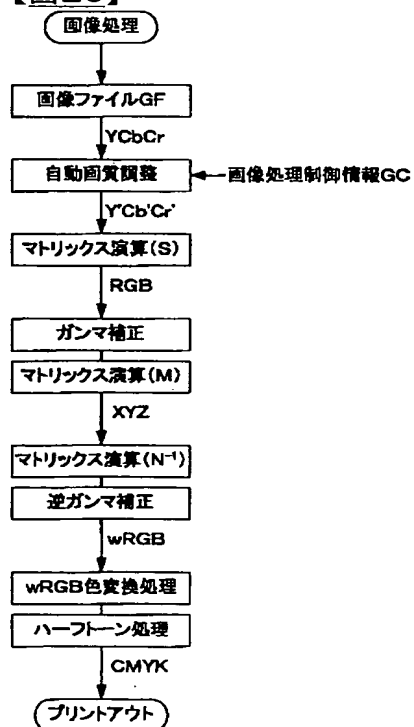 画像処理
画像ファイルGF
YCbCr
自動画質調整
画像処理制御情報GC
Y'Cb'Cr'
マトリックス演算(S)
RGB
ガンマ補正
マトリックス演算(M)
XYZ
マトリックス演算(N⁻¹)
逆ガンマ補正
wRGB
wRGB色変換処理
ハーフトーン処理
CMYK
プリントアウト